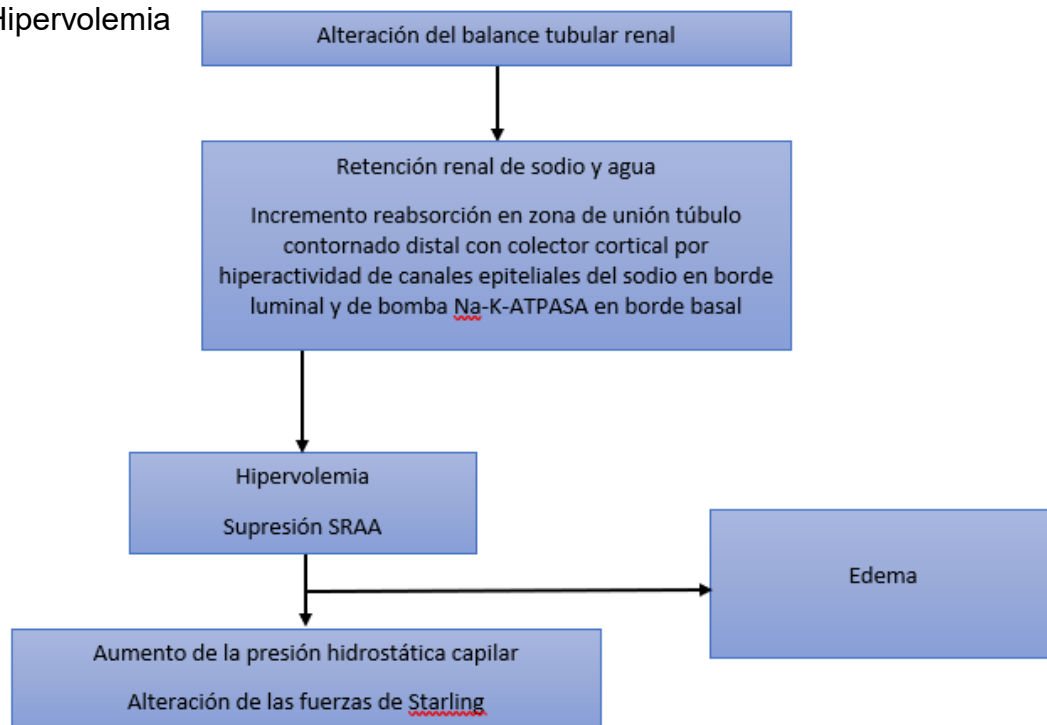 Hipervolemia
Alteración del balance tubular renal
Retención renal de sodio y agua
Incremento reabsorción en zona de unión túbulo
contornado distal con colector cortical por
hiperactividad de canales epiteliales del sodio en borde
luminal y de bomba Na-K-ATPASA en borde basal
Hipervolemia
Supresión SRAA
Edema
Aumento de la presión hidrostática capilar
Alteración de las fuerzas de Starling